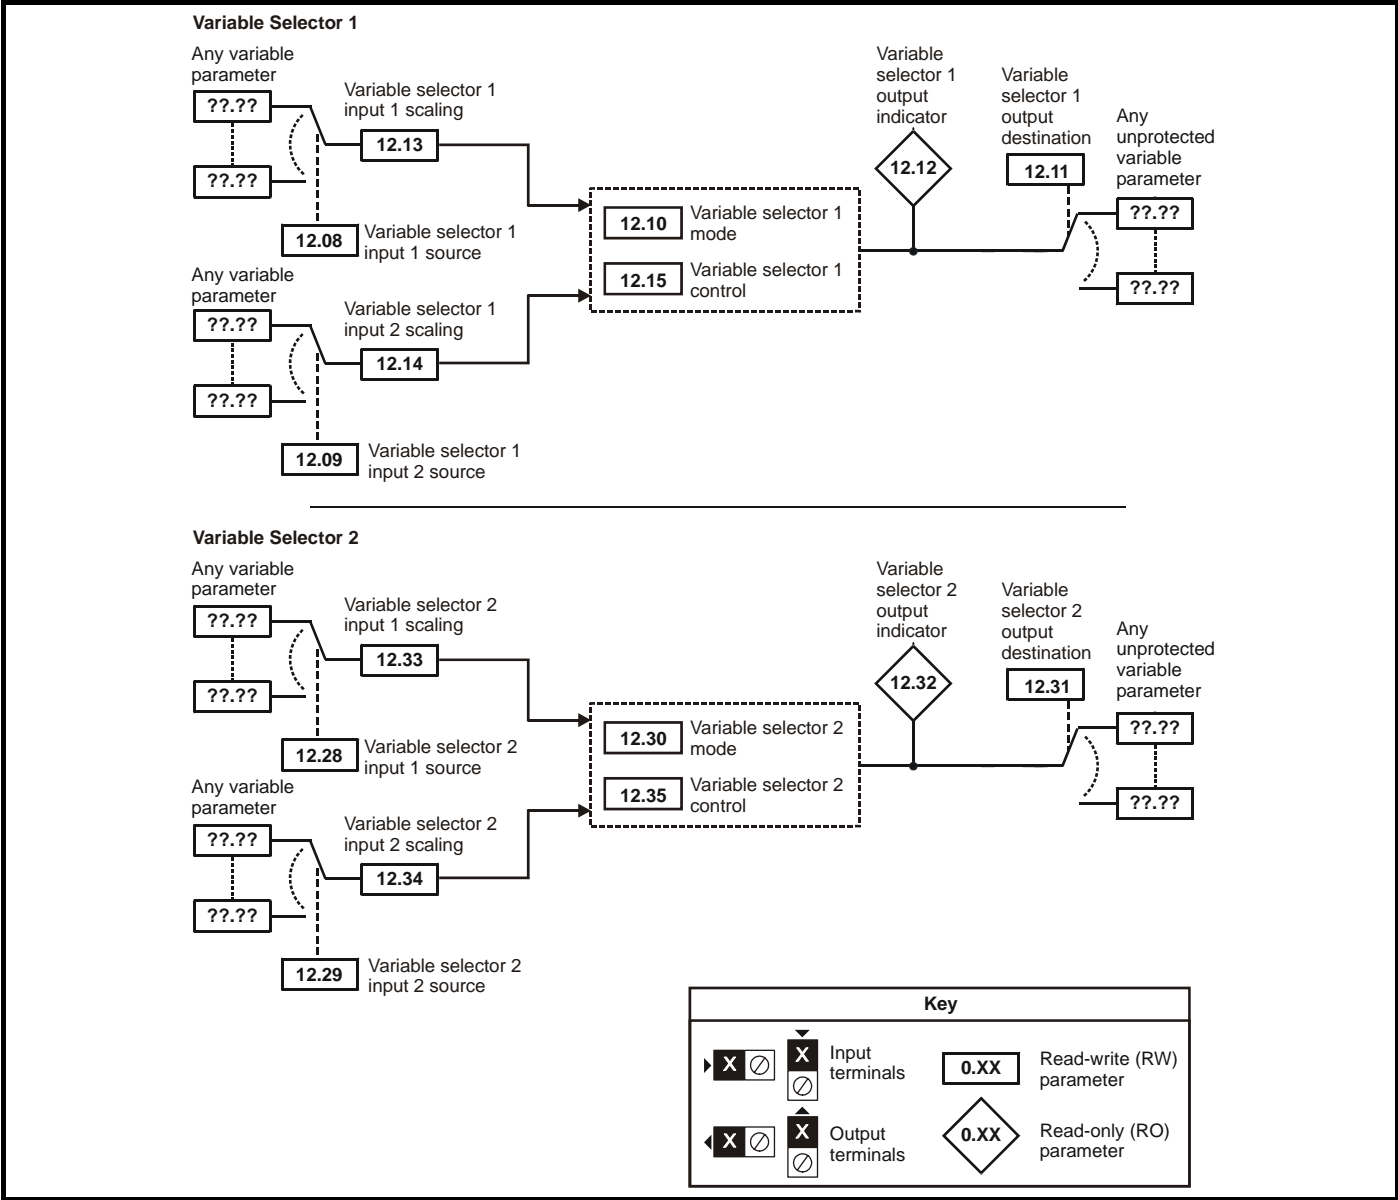 Variable Selector 1
Any variable
parameter
??.??
??.??
Variable selector 1
input 1 scaling
12.13
12.08
Variable selector 1
input 1 source
Any variable
parameter
??.??
??.??
Variable selector 1
input 2 scaling
12.14
12.09
Variable selector 1
input 2 source
12.10
Variable selector 1
mode
12.15
Variable selector 1
control
Variable
selector 1
output
indicator
12.12
Variable
selector 1
output
destination
12.11
Any
unprotected
variable
parameter
??.??
??.??
Variable Selector 2
Any variable
parameter
??.??
??.??
Variable selector 2
input 1 scaling
12.33
12.28
Variable selector 2
input 1 source
Any variable
parameter
??.??
??.??
Variable selector 2
input 2 scaling
12.34
12.29
Variable selector 2
input 2 source
12.30
Variable selector 2
mode
12.35
Variable selector 2
control
Variable
selector 2
output
indicator
12.32
Variable
selector 2
output
destination
12.31
Any
unprotected
variable
parameter
??.??
??.??
Key
X
X
Input
terminals
0.XX
Read-write (RW)
parameter
X
X
Output
terminals
0.XX
Read-only (RO)
parameter